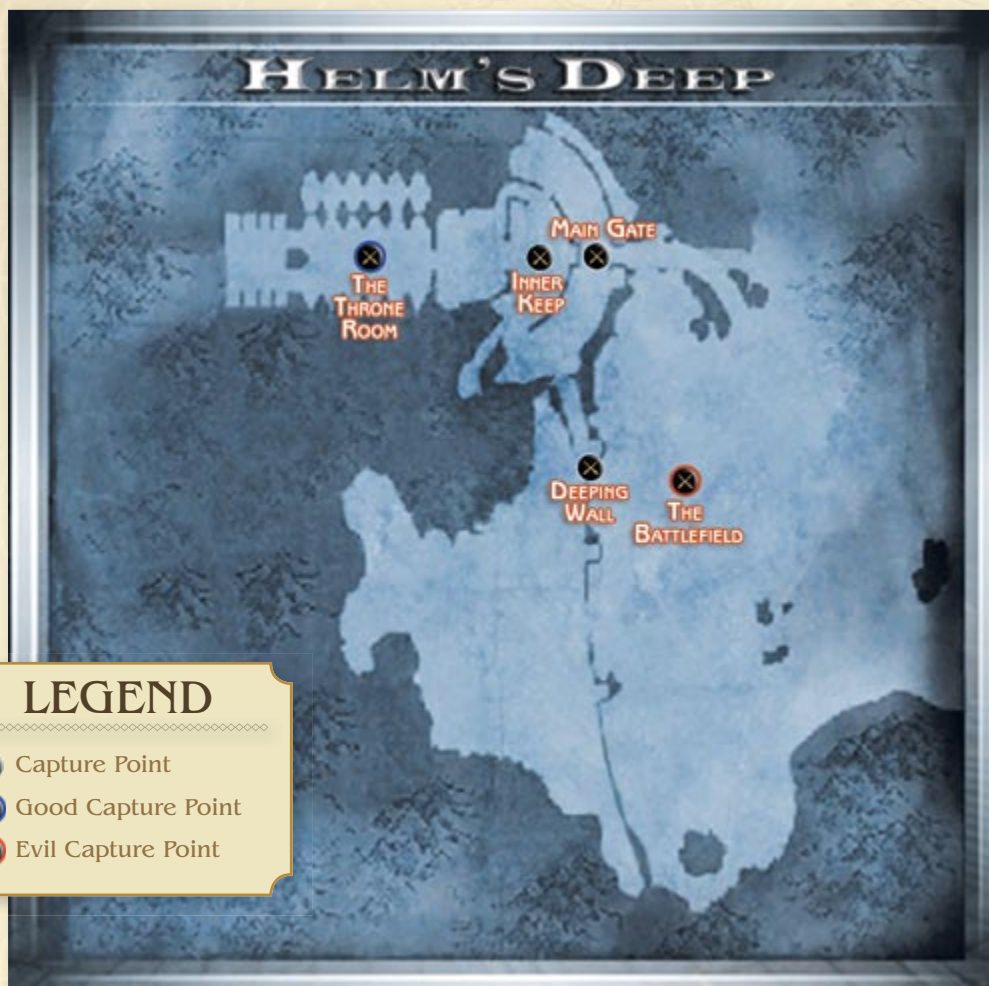 HELM'S DEEP
MAIN GATE
THE
THRONE
ROOM
INNER
KEEP
DEEPING
WALL
THE
BATTLEFIELD
LEGEND
Capture Point
Good Capture Point
Evil Capture Point